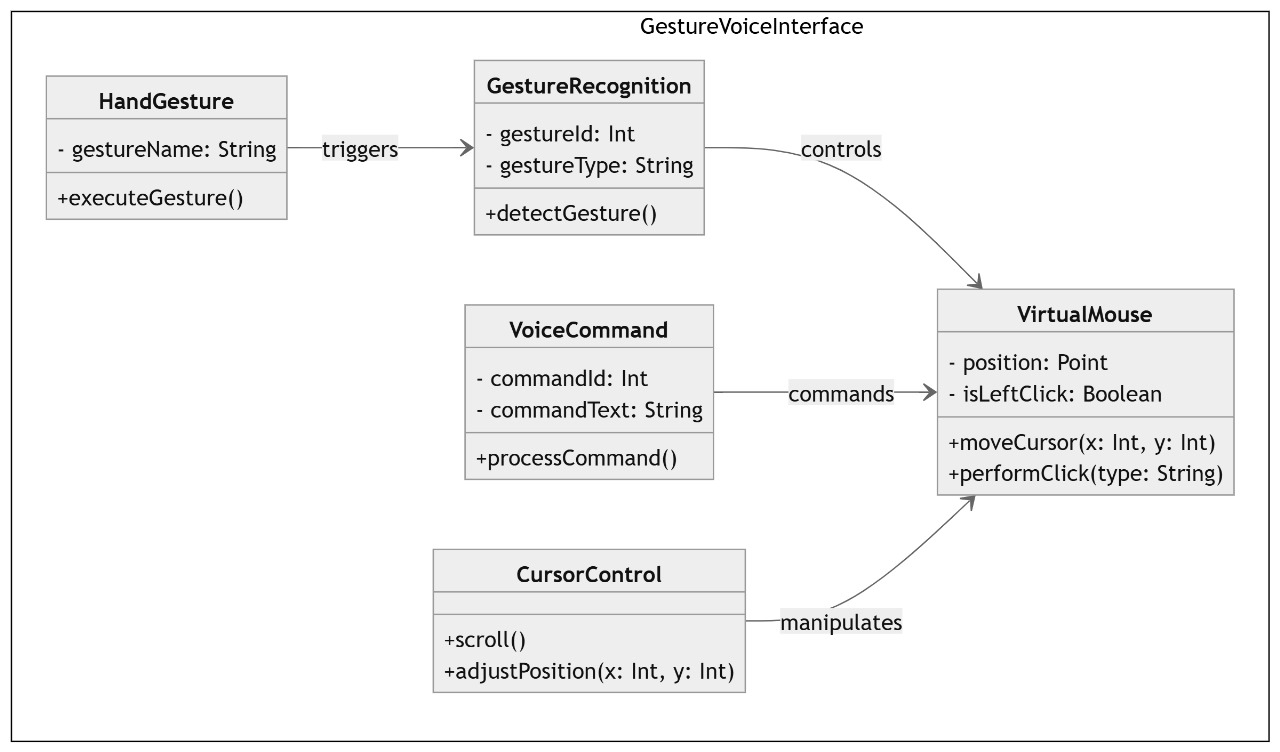 GestureVoiceInterface
HandGesture
- gestureName: String
+executeGesture()
triggers
GestureRecognition
- gestureId: Int
- gestureType: String
+detectGesture()
controls
VoiceCommand
- commandId: Int
- commandText: String
+processCommand()
commands
VirtualMouse
- position: Point
- isLeftClick: Boolean
+moveCursor(x: Int, y: Int)
+performClick(type: String)
CursorControl
+scroll()
+adjustPosition(x: Int, y: Int)
manipulates